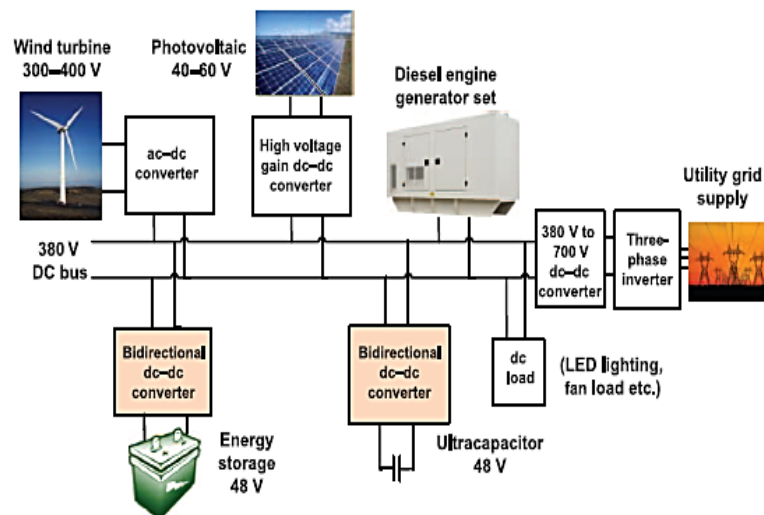 Wind turbine
300–400 V
Photovoltaic
40–60 V
Diesel engine
generator set
ac–dc
converter
High voltage
gain dc–dc
converter
Utility grid
supply
380 V
DC bus
380 V to
700 V
dc–dc
converter
Three-
phase
inverter
Bidirectional
dc–dc
converter
Bidirectional
dc–dc
converter
dc
load
(LED lighting,
fan load etc.)
Energy
storage
48 V
Ultracapacitor
48 V